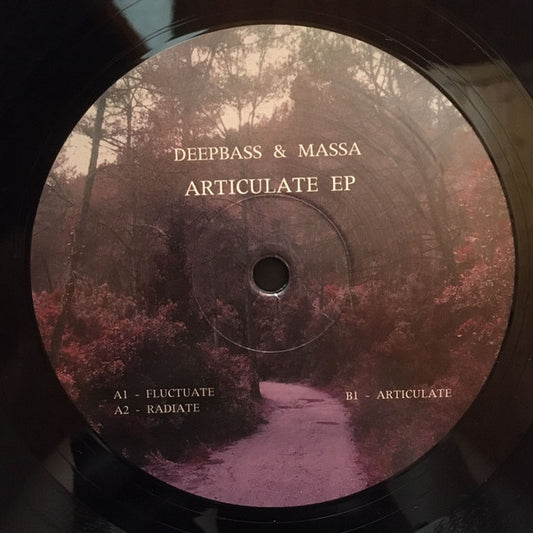 DEEPBASS & MASSA
ARTICULATE EP
A1 - FLUCTUATE
A2 - RADIATE
B1 - ARTICULATE